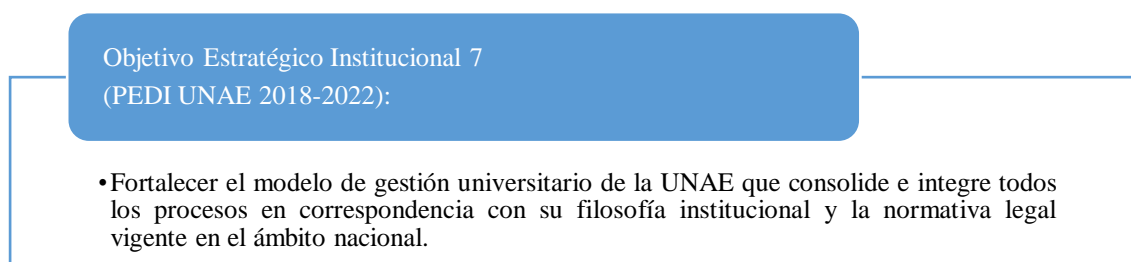 Objetivo Estratégico Institucional 7
(PEDI UNAE 2018-2022):
•Fortalecer el modelo de gestión universitario de la UNAE que consolide e integre todos
los procesos en correspondencia con su filosofía institucional y la normativa legal
vigente en el ámbito nacional.